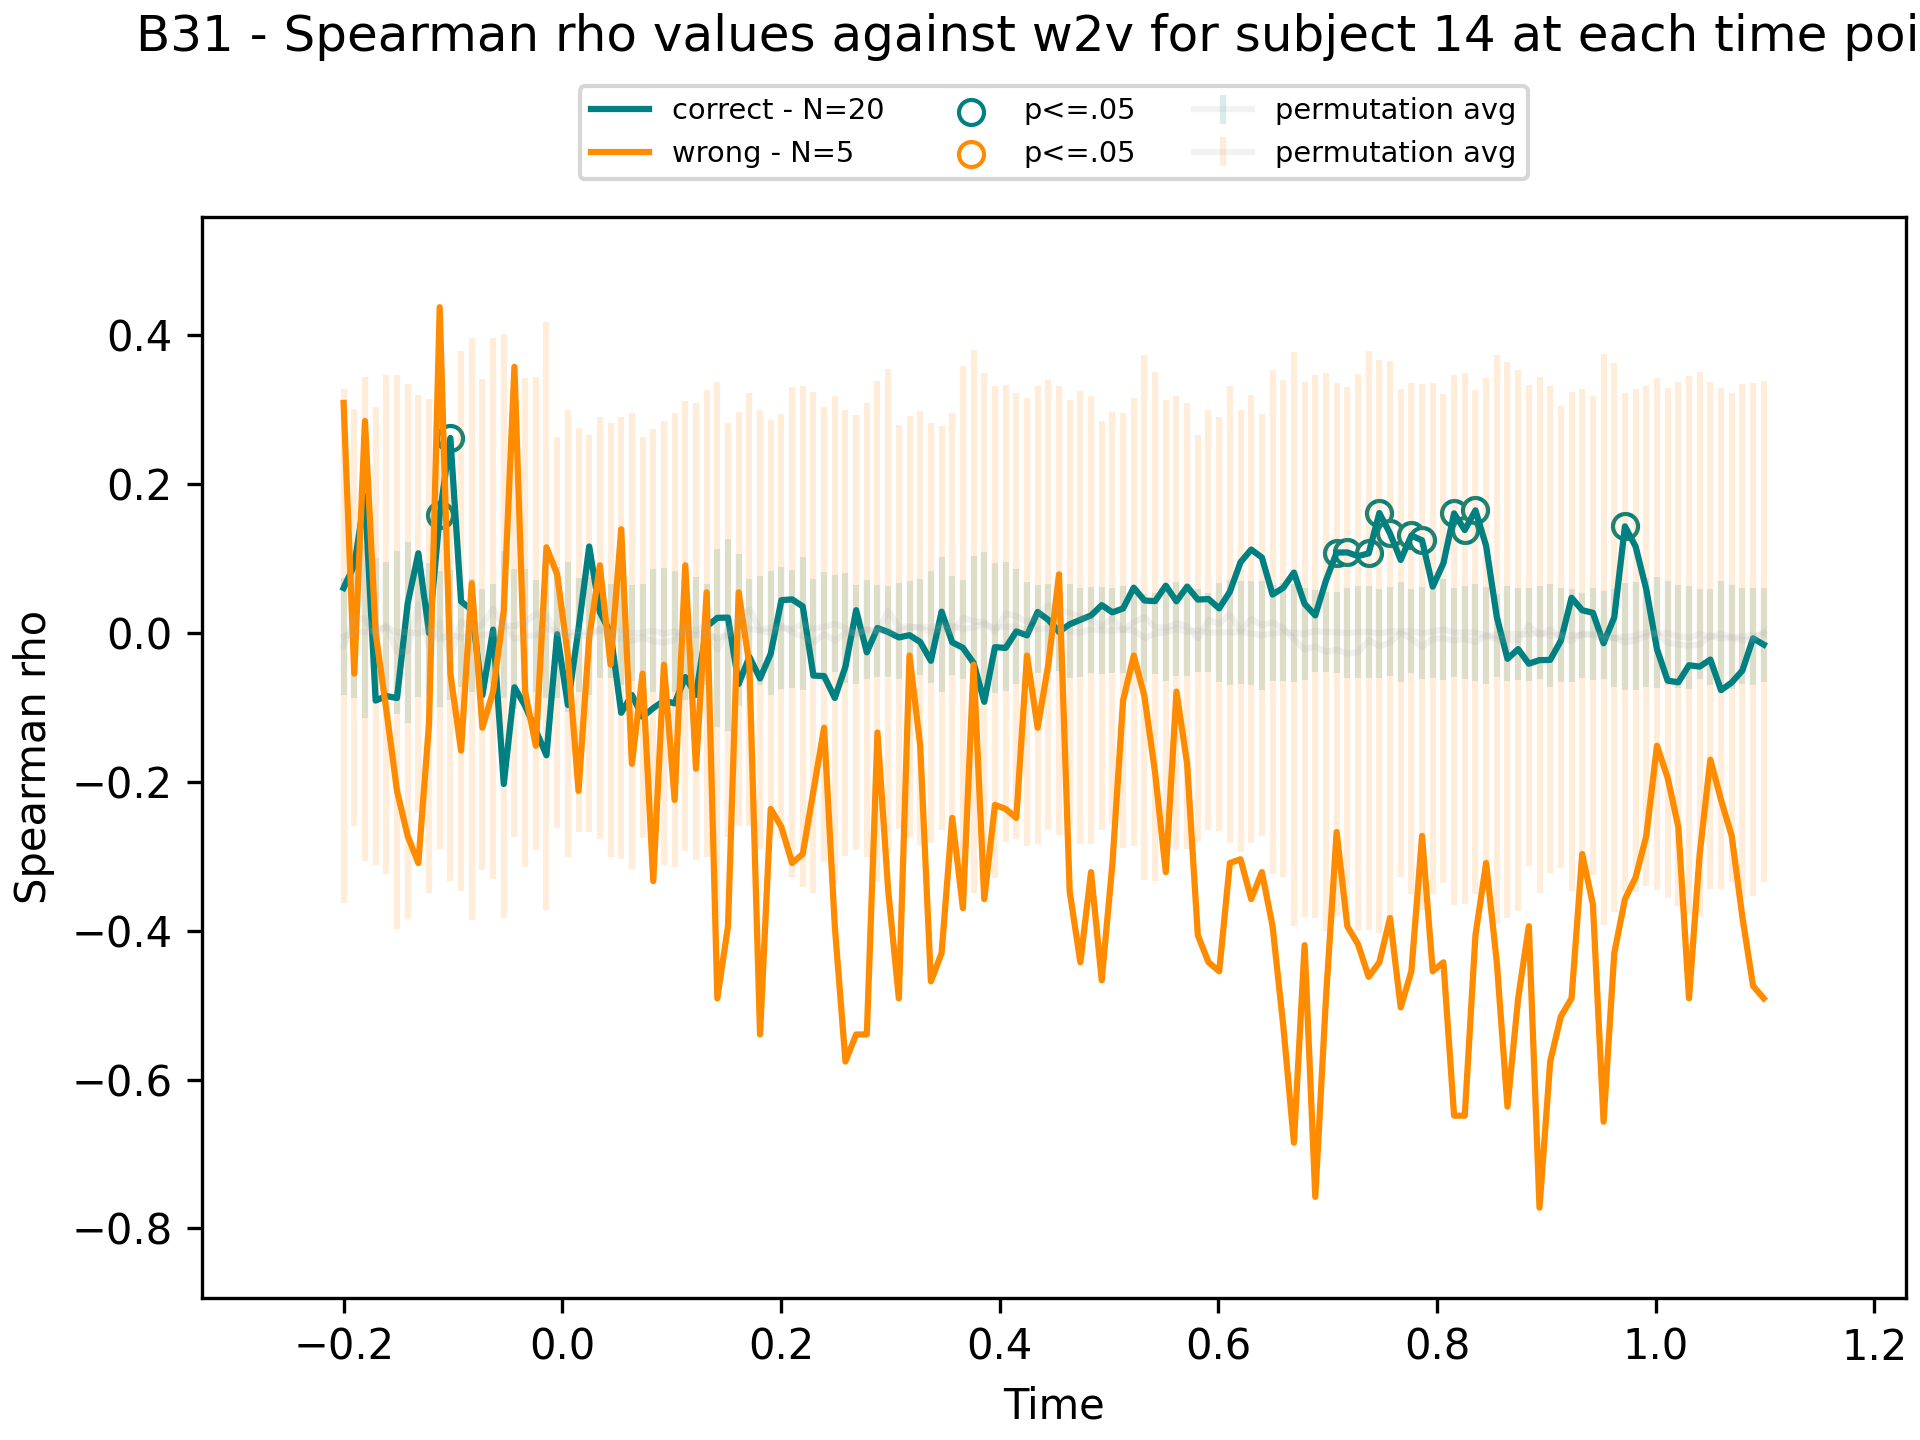 B31 - Spearman rho values against w2v for subject 14 at each time poi
correct - N=20 p<=.05 permutation avg
wrong - N=5 p<=.05 permutation avg
0.4
0.2
0.0
−0.2
−0.4
−0.6
−0.8
Spearman rho
−0.2 0.0 0.2 0.4 0.6 0.8 1.0 1.2
Time